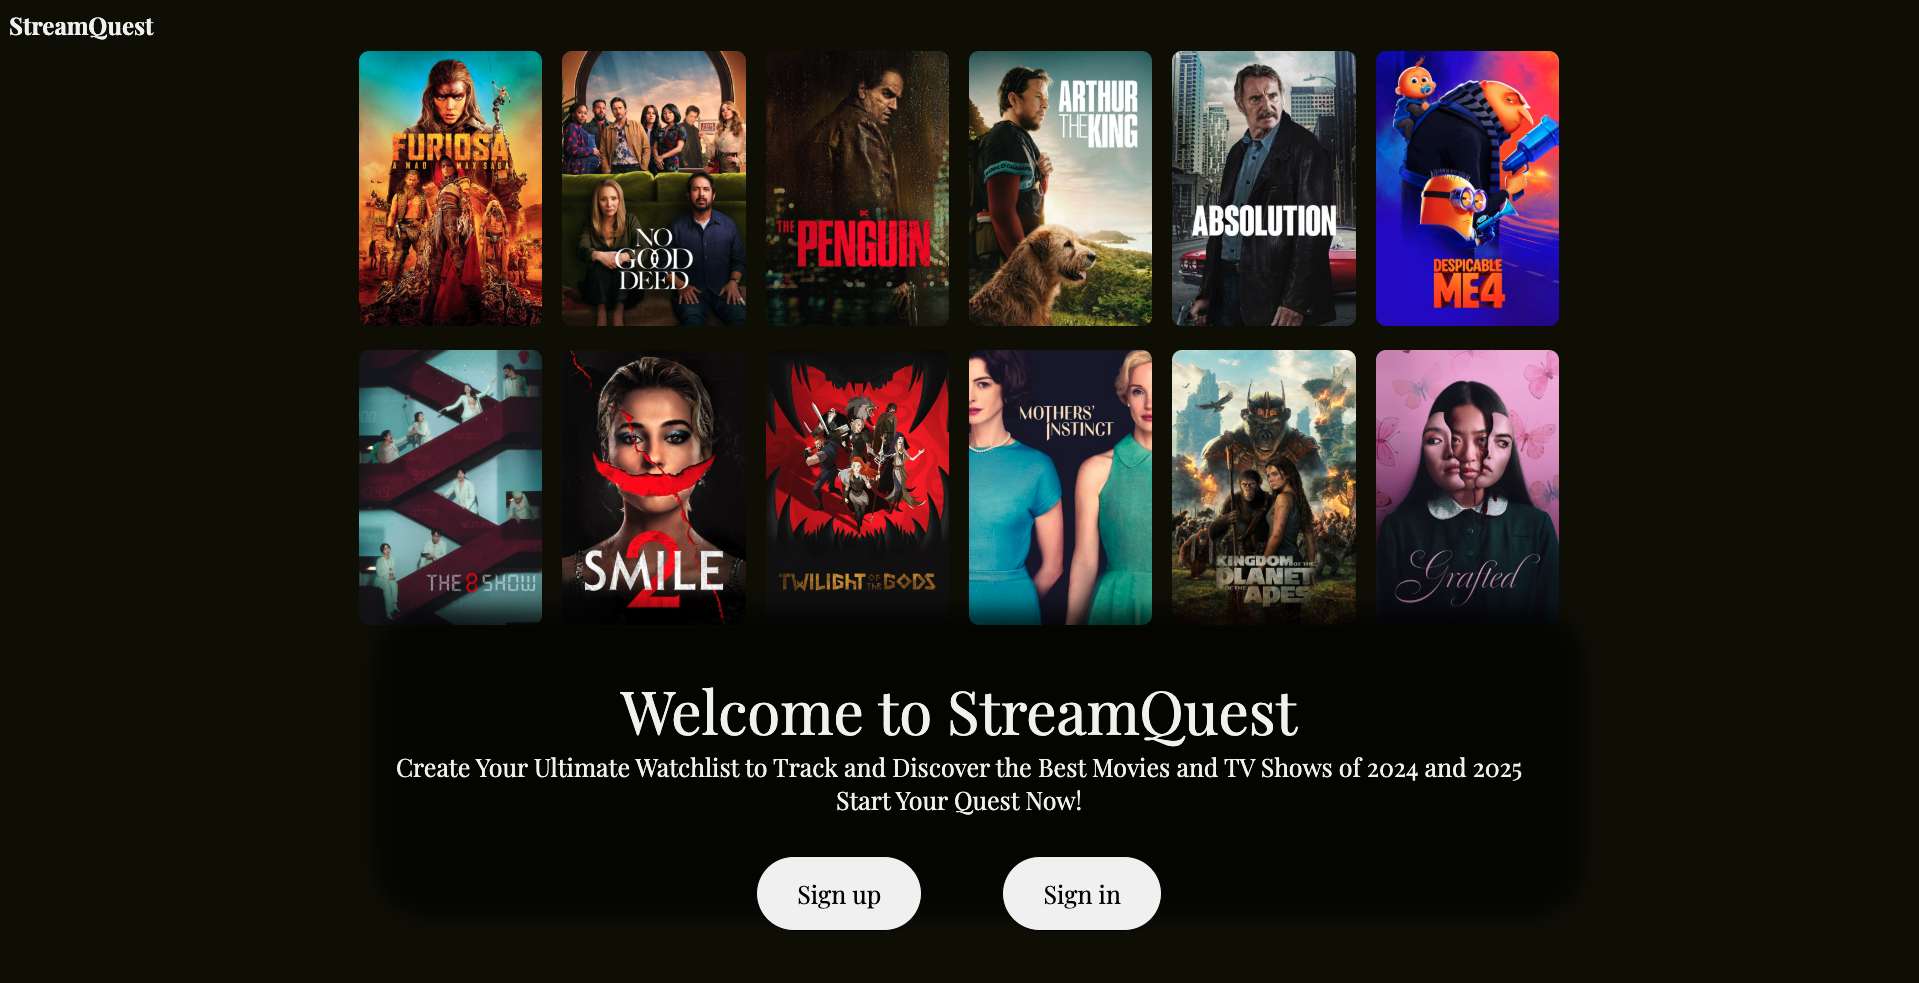 StreamQuest
FURIOSA
A MAD MAX SAGA
NO
GOOD
DEED
DC
THE PENGUIN
ARTHUR
THE KING
ABSOLUTION
DESPICABLE
ME 4
THE 8 SHOW
SMILE
2
TWILIGHT OF THE GODS
MOTHERS'
INSTINCT
KINGDOM OF THE
PLANET
OF THE APES
Grafted
Welcome to StreamQuest
Create Your Ultimate Watchlist to Track and Discover the Best Movies and TV Shows of 2024 and 2025
Start Your Quest Now!
Sign up
Sign in